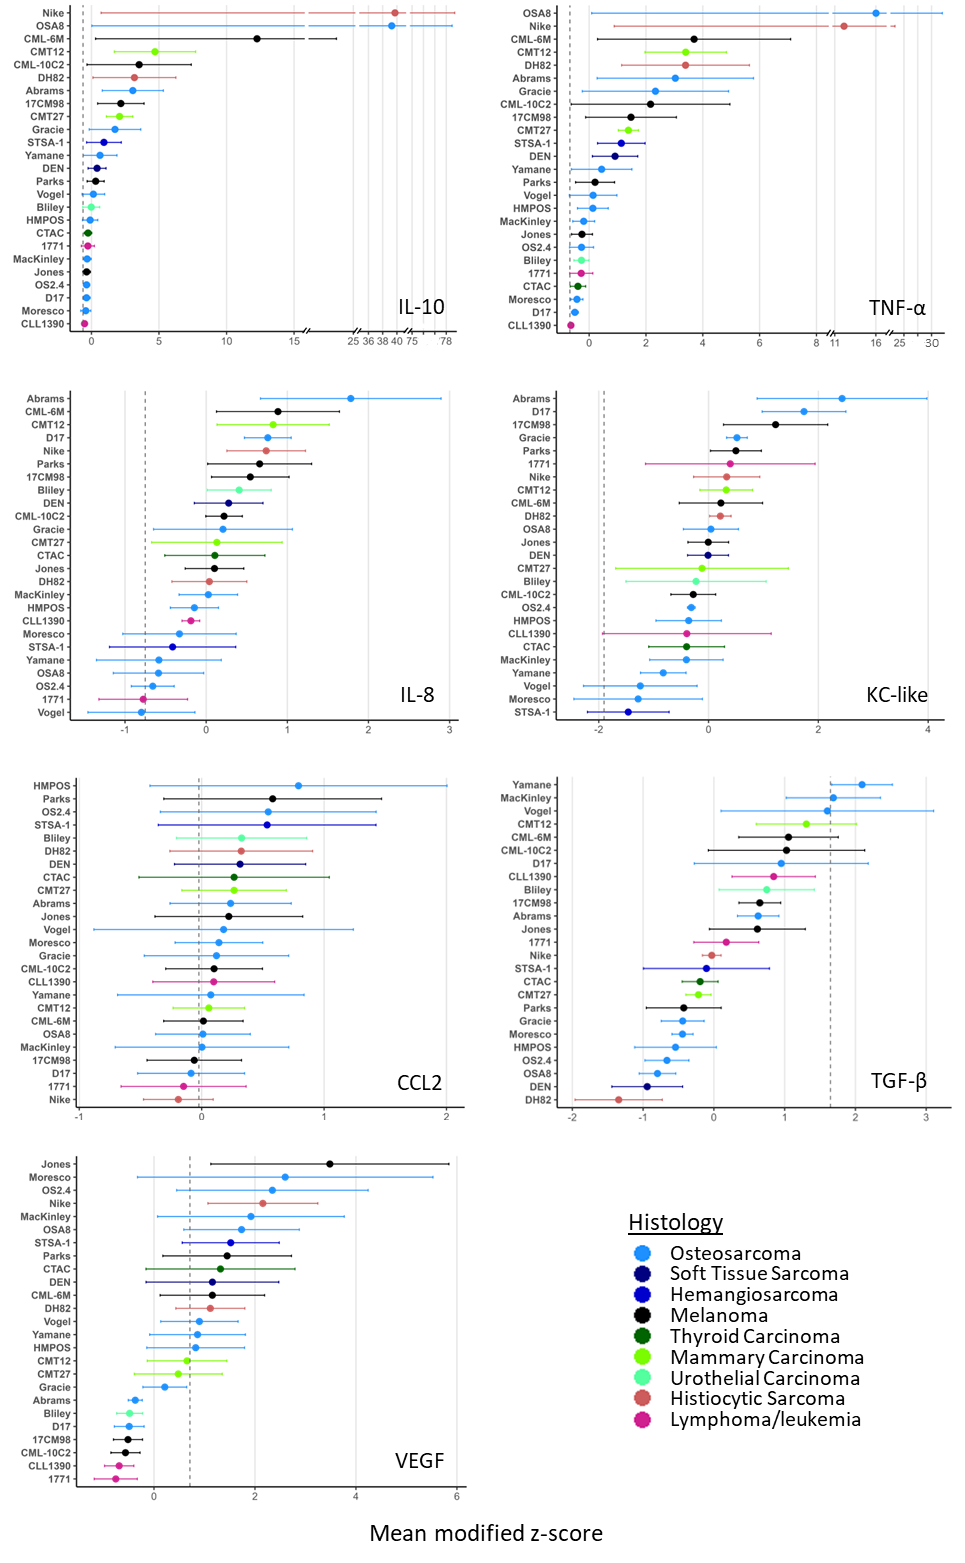 Nike
OSA8
CML-6M
CMT12
CML-10C2
DH82
Abrams
17CM98
CMT27
Gracie
STSA-1
Yamane
DEN
Parks
Vogel
Bliley
HMPOS
CTAC
1771
MacKinley
Jones
OS2.4
D17
Moresco
CLL1390
IL-10
0 5 10 15 25 36 38 40 75 78
OSA8
Nike
CML-6M
CMT12
DH82
Abrams
Gracie
CML-10C2
17CM98
CMT27
STSA-1
DEN
Yamane
Parks
Vogel
HMPOS
MacKinley
Jones
OS2.4
Bliley
1771
CTAC
Moresco
D17
CLL1390
TNF-α
0 2 4 6 8 11 16 25 30
Abrams
CML-6M
CMT12
D17
Nike
Parks
17CM98
Bliley
DEN
CML-10C2
Gracie
CMT27
CTAC
Jones
DH82
MacKinley
HMPOS
CLL1390
Moresco
STSA-1
Yamane
OSA8
OS2.4
1771
Vogel
IL-8
-1 0 1 2 3
Abrams
D17
17CM98
Gracie
Parks
1771
Nike
CMT12
CML-6M
DH82
OSA8
Jones
DEN
CMT27
Bliley
CML-10C2
OS2.4
HMPOS
CLL1390
CTAC
MacKinley
Yamane
Vogel
Moresco
STSA-1
KC-like
-2 0 2 4
HMPOS
Parks
OS2.4
STSA-1
Bliley
DH82
DEN
CTAC
CMT27
Abrams
Jones
Vogel
Moresco
Gracie
CML-10C2
CLL1390
Yamane
CMT12
CML-6M
OSA8
MacKinley
17CM98
D17
1771
Nike
CCL2
-1 0 1 2
Yamane
MacKinley
Vogel
CMT12
CML-6M
CML-10C2
D17
CLL1390
Bliley
17CM98
Abrams
Jones
1771
Nike
STSA-1
CTAC
CMT27
Parks
Gracie
Moresco
HMPOS
OS2.4
OSA8
DEN
DH82
TGF-β
-2 -1 0 1 2 3
Jones
Moresco
OS2.4
Nike
MacKinley
OSA8
STSA-1
Parks
CTAC
DEN
CML-6M
DH82
Vogel
Yamane
HMPOS
CMT12
CMT27
Gracie
Abrams
Bliley
D17
17CM98
CML-10C2
CLL1390
1771
VEGF
0 2 4 6
Histology
Osteosarcoma
Soft Tissue Sarcoma
Hemangiosarcoma
Melanoma
Thyroid Carcinoma
Mammary Carcinoma
Urothelial Carcinoma
Histiocytic Sarcoma
Lymphoma/leukemia
Mean modified z-score